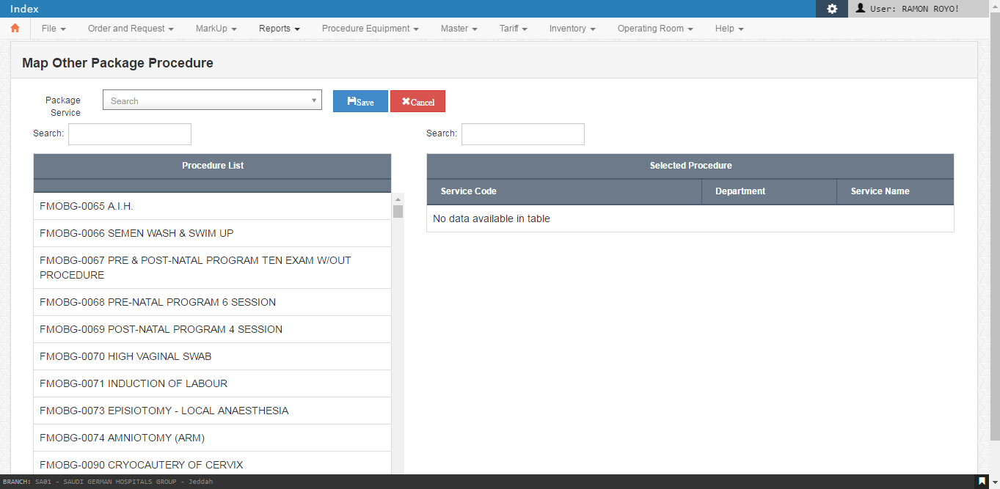 Index
User: RAMON ROYO!
File
Order and Request
MarkUp
Reports
Procedure Equipment
Master
Tariff
Inventory
Operating Room
Help
Map Other Package Procedure
Package
Service
Search
Save
Cancel
Search:
Search:
Procedure List
Selected Procedure
Service Code
Department
Service Name
No data available in table
FMOBG-0065 A.I.H.
FMOBG-0066 SEMEN WASH & SWIM UP
FMOBG-0067 PRE & POST-NATAL PROGRAM TEN EXAM W/OUT
PROCEDURE
FMOBG-0068 PRE-NATAL PROGRAM 6 SESSION
FMOBG-0069 POST-NATAL PROGRAM 4 SESSION
FMOBG-0070 HIGH VAGINAL SWAB
FMOBG-0071 INDUCTION OF LABOUR
FMOBG-0073 EPISIOTOMY - LOCAL ANAESTHESIA
FMOBG-0074 AMNIOTOMY (ARM)
FMOBG-0090 CRYOCAUTERY OF CERVIX
BRANCH: SA01 - SAUDI GERMAN HOSPITALS GROUP - Jeddah